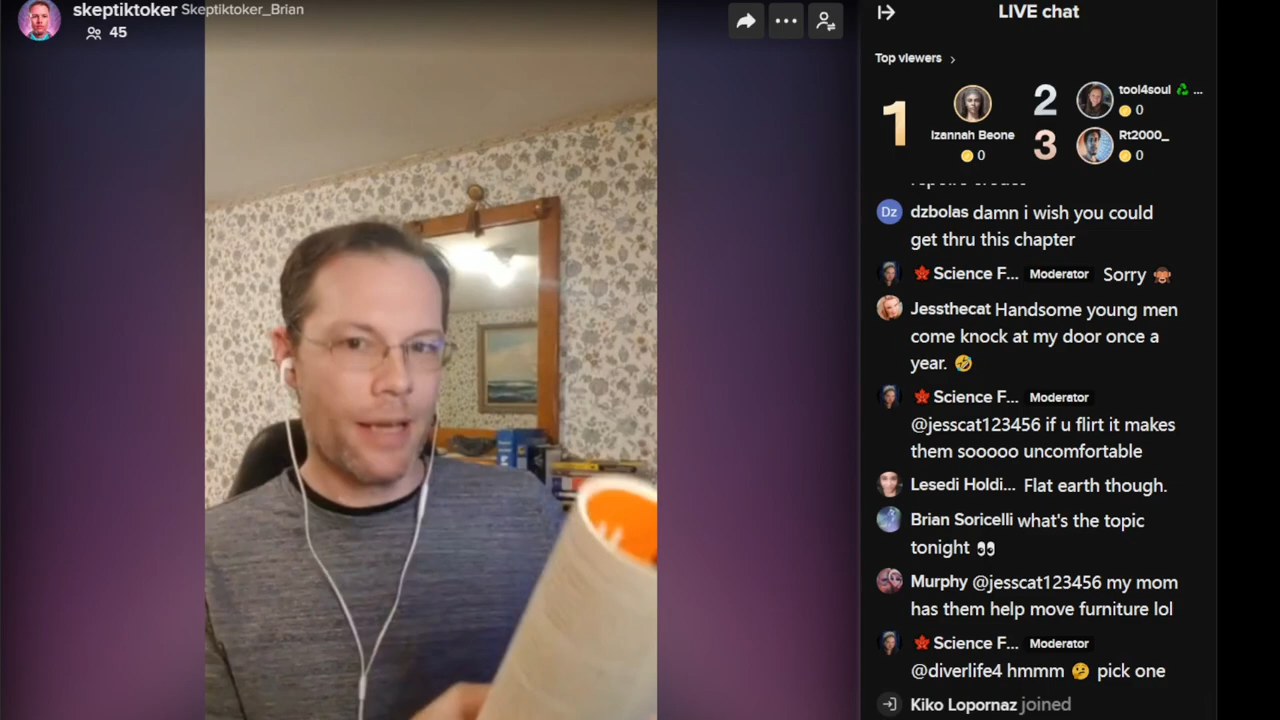 skeptiktoker Skeptiktoker_Brian
45
LIVE chat
Top viewers
1
Izannah Beone
0
2
tool4soul ...
0
3
Rt2000_
0
Dz
dzbolas damn i wish you could
get thru this chapter
Science F... Moderator Sorry
Jessthecat Handsome young men
come knock at my door once a
year.
Science F... Moderator
@jesscat123456 if u flirt it makes
them sooooo uncomfortable
Lesedi Holdi... Flat earth though.
Brian Soricelli what's the topic
tonight
Murphy @jesscat123456 my mom
has them help move furniture lol
Science F... Moderator
@diverlife4 hmmm pick one
Kiko Lopornaz joined